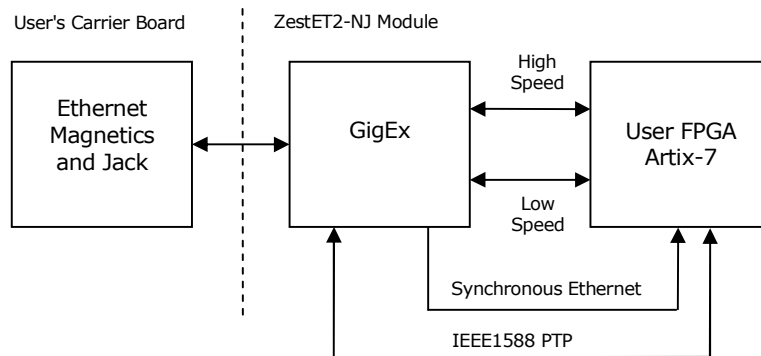 User's Carrier Board
ZestET2-NJ Module
Ethernet
Magnetics
and Jack
GigEx
High
Speed
User FPGA
Artix-7
Low
Speed
Synchronous Ethernet
IEEE1588 PTP